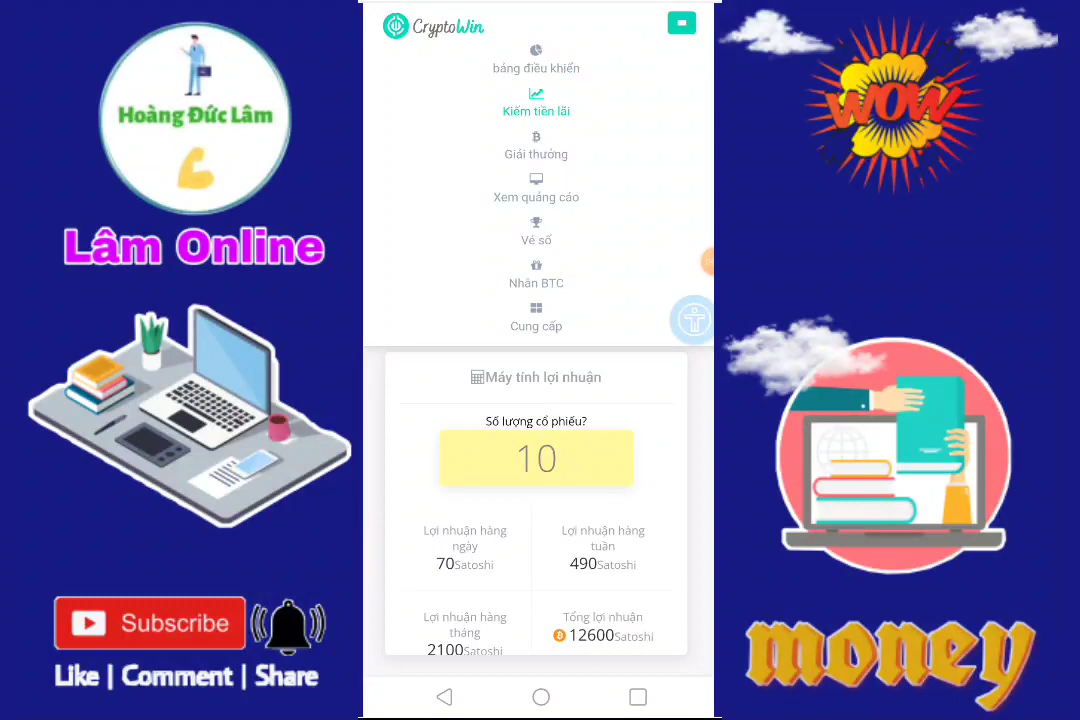 Hoàng Đức Lâm
Lâm Online
Subscribe
Like | Comment | Share
CryptoWin
bảng điều khiển
Kiếm tiền lãi
Giải thưởng
Xem quảng cáo
Vé số
Nhân BTC
Cung cấp
Máy tính lợi nhuận
Số lượng cổ phiếu?
10
Lợi nhuận hàng
ngày
70Satoshi
Lợi nhuận hàng
tuần
490Satoshi
Lợi nhuận hàng
tháng
2100Satoshi
Tổng lợi nhuận
12600Satoshi
WOW
money